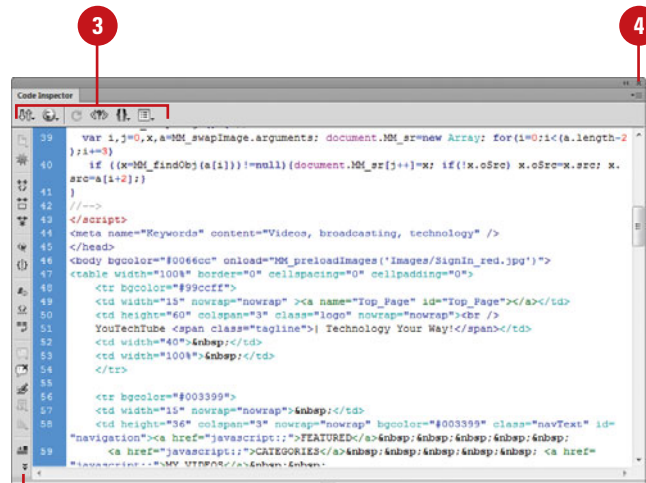 3
4
Code Inspector
39 var i,j=0,x,a=MM_swapImage.arguments; document.MM_sr=new Array; for(i=0;i<(a.length-2
);i+=3)
40 if ((x=MM_findObj(a[i]))!=null){document.MM_sr[j++]=x; if(!x.oSrc) x.oSrc=x.src; x.
src=a[i+2];}
41 }
42 //-->
43 </script>
44 <meta name="Keywords" content="Videos, broadcasting, technology" />
45 </head>
46 <body bgcolor="#0066cc" onload="MM_preloadImages('Images/SignIn_red.jpg')">
47 <table width="100%" border="0" cellspacing="0" cellpadding="0">
48 <tr bgcolor="#99ccff">
49 <td width="15" nowrap="nowrap" ><a name="Top_Page" id="Top_Page"></a></td>
50 <td height="60" colspan="3" class="logo" nowrap="nowrap"><br />
51 YouTechTube <span class="tagline">| Technology Your Way!</span></td>
52 <td width="40">&nbsp;</td>
53 <td width="100%">&nbsp;</td>
54 </tr>
55
56 <tr bgcolor="#003399">
57 <td width="15" nowrap="nowrap">&nbsp;</td>
58 <td height="36" colspan="3" nowrap="nowrap" bgcolor="#003399" class="navText" id=
"navigation"><a href="javascript:;">FEATURED</a>&nbsp;&nbsp;&nbsp;&nbsp;
59 <a href="javascript:;">CATEGORIES</a>&nbsp;&nbsp;&nbsp;&nbsp; <a href=
"javascript:;">MY VIDEOS</a>&nbsp;&nbsp;